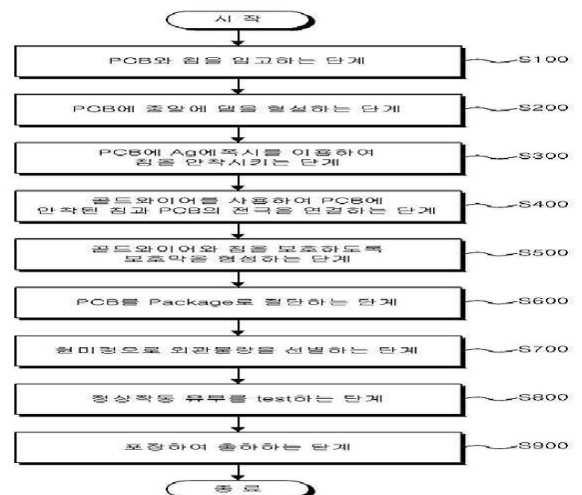 시 작
PCB와 칩을 입고하는 단계
S100
PCB에 중앙에 댐을 형성하는 단계
S200
PCB에 Ag에폭시를 이용하여
칩을 안착시키는 단계
S300
골드와이어를 사용하여 PCB에
안착된 칩과 PCB의 전극을 연결하는 단계
S400
골드와이어와 칩을 보호하도록
보호막을 형성하는 단계
S500
PCB를 Package로 절단하는 단계
S600
현미경으로 외관불량을 선별하는 단계
S700
정상작동 유무를 test하는 단계
S800
포장하여 출하하는 단계
S900
종 료